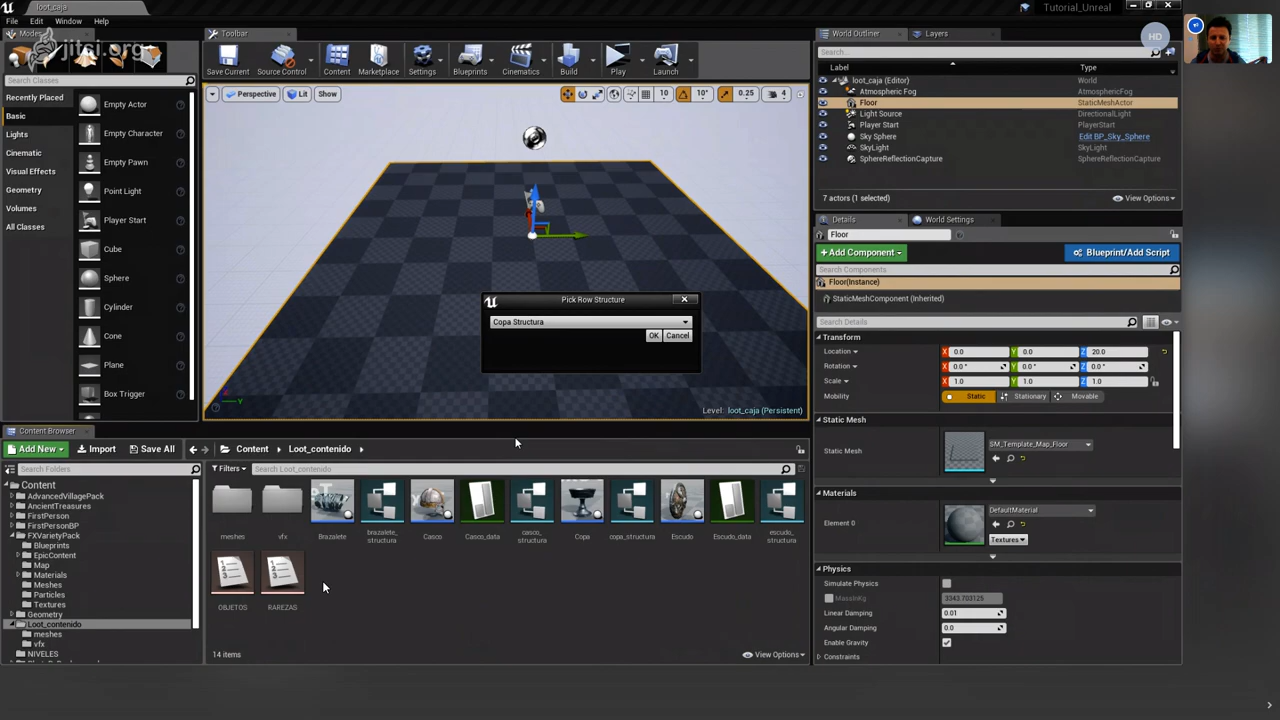 loot_caja
Tutorial_Unreal
File Edit Window Help
Modes
jitsi.org
Search Classes
Recently Placed
Basic
Lights
Cinematic
Visual Effects
Geometry
Volumes
All Classes
Empty Actor
Empty Character
Empty Pawn
Point Light
Player Start
Cube
Sphere
Cylinder
Cone
Plane
Box Trigger
Toolbar
Save Current Source Control Content Marketplace Settings Blueprints Cinematics Build Play Launch
Perspective Lit Show 10 10° 0.25 4
Pick Row Structure
Copa Structura
OK Cancel
Level: loot_caja (Persistent)
World Outliner Layers
HD
Search...
Label Type
loot_caja (Editor) World
Atmospheric Fog AtmosphericFog
Floor StaticMeshActor
Light Source DirectionalLight
Player Start PlayerStart
Sky Sphere Edit BP_Sky_Sphere
SkyLight SkyLight
SphereReflectionCapture SphereReflectionCapture
7 actors (1 selected) View Options
Details World Settings
Floor
+ Add Component Blueprint/Add Script
Search Components
Floor(Instance)
StaticMeshComponent (Inherited)
Search Details
Transform
Location X 0.0 Y 0.0 Z 20.0
Rotation X 0.0° Y 0.0° Z 0.0°
Scale X 1.0 Y 1.0 Z 1.0
Mobility Static Stationary Movable
Static Mesh
Static Mesh SM_Template_Map_Floor
Materials
Element 0 DefaultMaterial
Textures
Physics
Simulate Physics
MassInKg 3343.703125
Linear Damping 0.01
Angular Damping 0.0
Enable Gravity
Constraints
Content Browser
Add New Import Save All Content Loot_contenido
Search Folders
Filters Search Loot_contenido
Content
AdvancedVillagePack
AncientTreasures
FirstPerson
FirstPersonBP
FXVarietyPack
Blueprints
EpicContent
Map
Materials
Meshes
Particles
Textures
Geometry
Loot_contenido
meshes
vfx
NIVELES
meshes vfx Brazalete brazalete_structura Casco Casco_data casco_structura Copa copa_structura Escudo Escudo_data escudo_structura
OBJETOS RAREZAS
14 items View Options